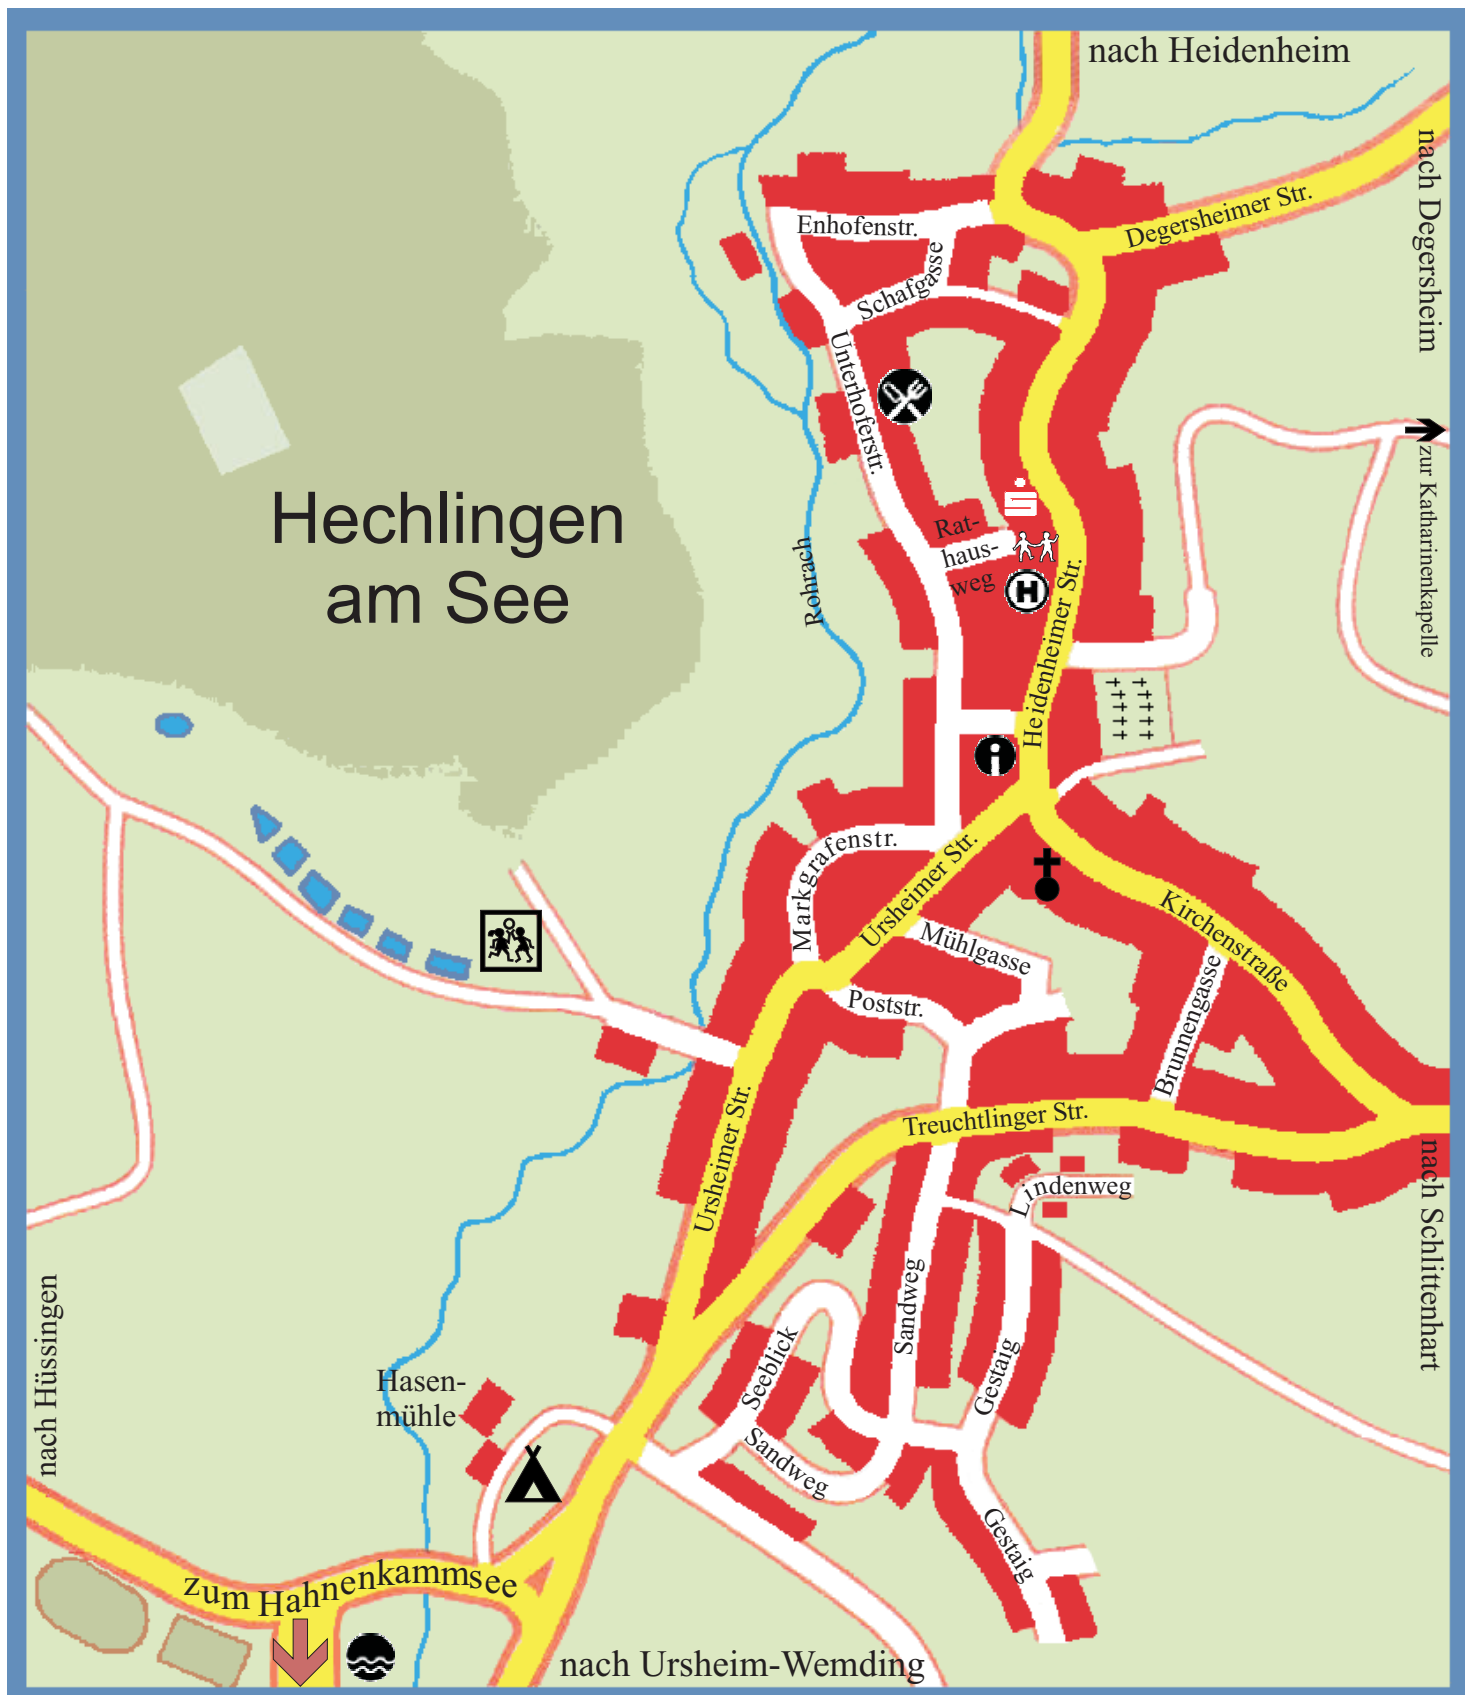 nach Heidenheim
nach Degersheim
Degersheimer Str.
Enhofenstr.
Schafgasse
Unterhoferstr.
zur Katharinenkapelle
Hechlingen
am See
Rohrach
Rat-
haus-
weg
H
Heidenheimer Str.
i
Markgrafenstr.
Ursheimer Str.
Kirchenstraße
Mühlgasse
Poststr.
Brunnengasse
Ursheimer Str.
Treuchtlinger Str.
Lindenweg
nach Schlittenhart
nach Hüssingen
Sandweg
Seeblick
Gestaig
Hasen-
mühle
Sandweg
Gestaig
zum Hahnenkammsee
nach Ursheim-Wemding